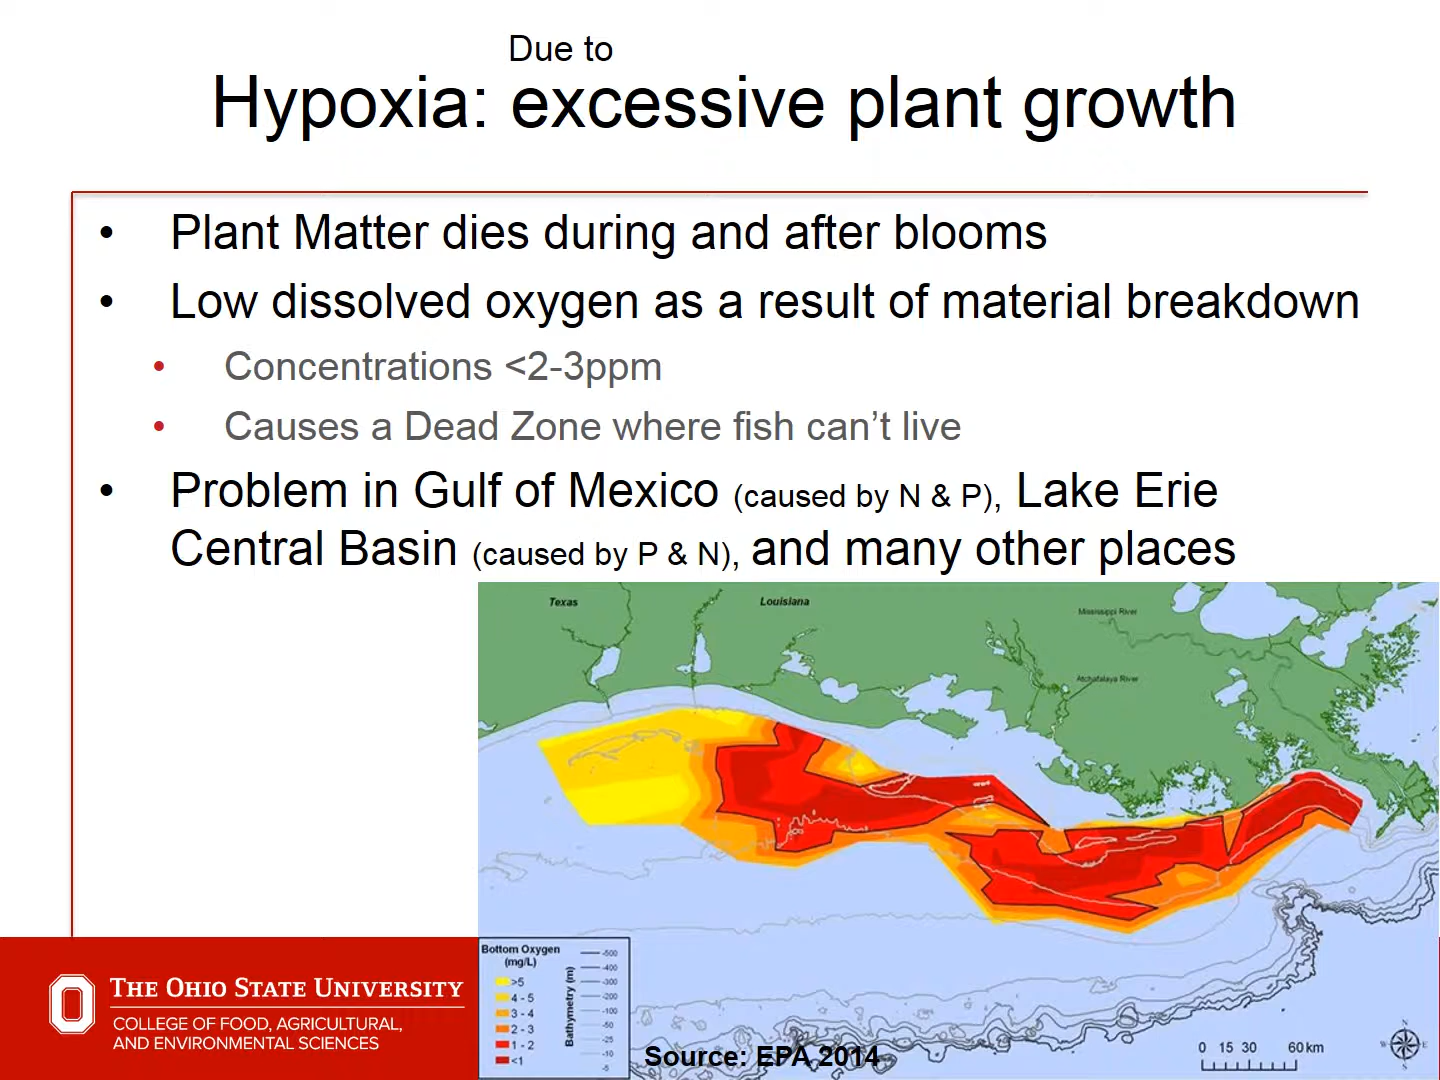 Due to
Hypoxia: excessive plant growth
• Plant Matter dies during and after blooms
• Low dissolved oxygen as a result of material breakdown
• Concentrations <2-3ppm
• Causes a Dead Zone where fish can’t live
• Problem in Gulf of Mexico (caused by N & P), Lake Erie
Central Basin (caused by P & N), and many other places
Texas
Louisiana
Mississippi River
Atchafalaya River
Bottom Oxygen
(mg/L)
>5
4 - 5
3 - 4
2 - 3
1 - 2
<1
Bathymetry (m)
-500
-400
-300
-200
-100
-50
-25
-10
-5
Source: EPA 2014
0 15 30 60 km
N
W E
S
THE OHIO STATE UNIVERSITY
COLLEGE OF FOOD, AGRICULTURAL,
AND ENVIRONMENTAL SCIENCES